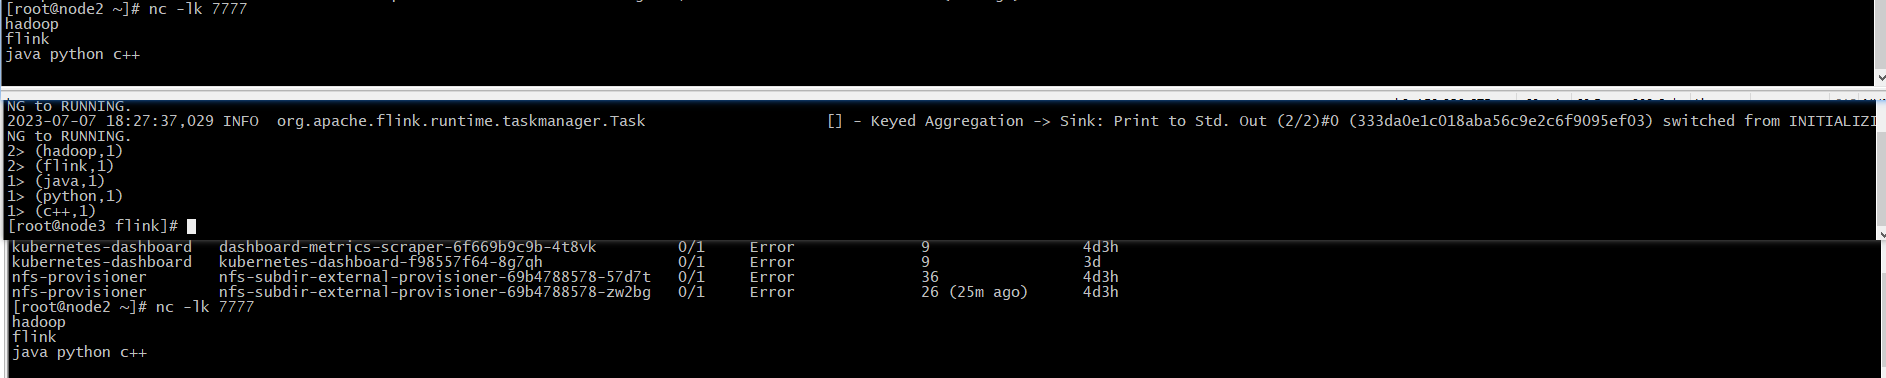 [root@node2 ~]# nc -lk 7777
hadoop
flink
java python c++
NG to RUNNING.
2023-07-07 18:27:37,029 INFO  org.apache.flink.runtime.taskmanager.Task                    [] - Keyed Aggregation -> Sink: Print to Std. Out (2/2)#0 (333da0e1c018aba56c9e2c6f9095ef03) switched from INITIALIZI
NG to RUNNING.
2> (hadoop,1)
2> (flink,1)
1> (java,1)
1> (python,1)
1> (c++,1)
[root@node3 flink]#
kubernetes-dashboard   dashboard-metrics-scraper-6f669b9c9b-4t8vk         0/1     Error              9                 4d3h
kubernetes-dashboard   kubernetes-dashboard-f98557f64-8g7qh               0/1     Error              9                 3d
nfs-provisioner        nfs-subdir-external-provisioner-69b4788578-57d7t   0/1     Error              36                4d3h
nfs-provisioner        nfs-subdir-external-provisioner-69b4788578-zw2bg   0/1     Error              26 (25m ago)      4d3h
[root@node2 ~]# nc -lk 7777
hadoop
flink
java python c++